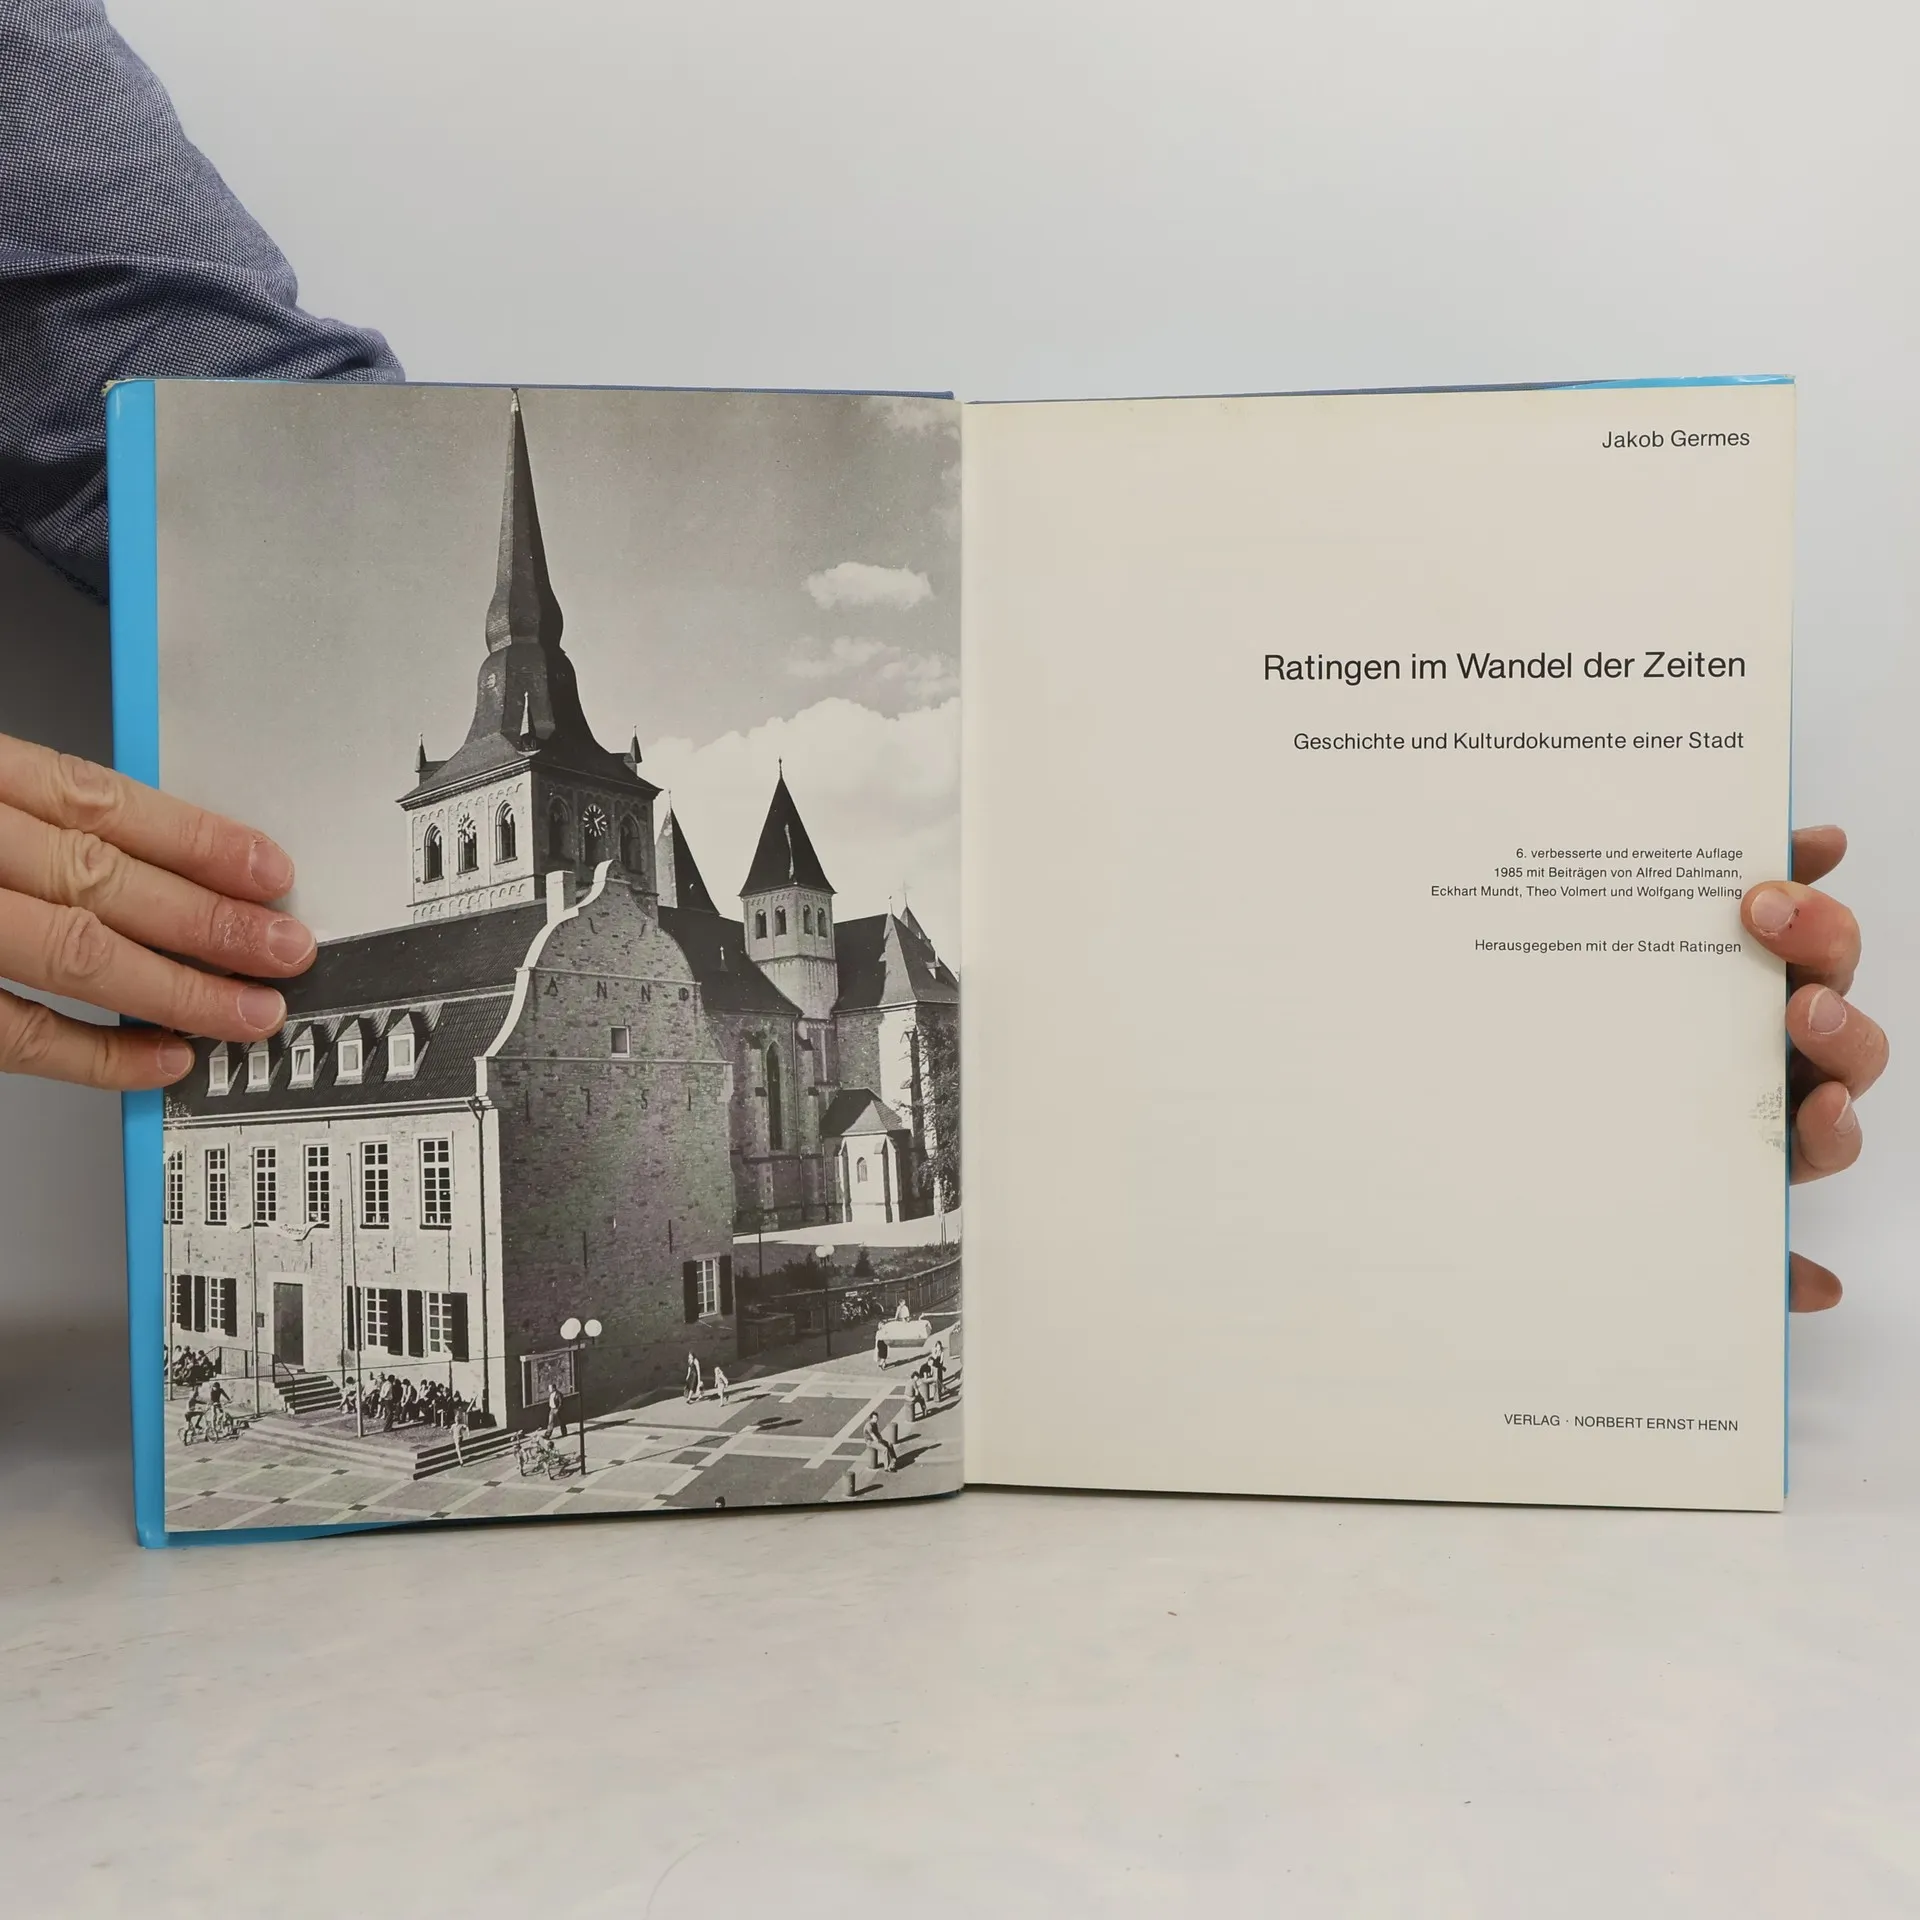 ANNO
1751
Jakob Germes
Ratingen im Wandel der Zeiten
Geschichte und Kulturdokumente einer Stadt
6. verbesserte und erweiterte Auflage
1985 mit Beiträgen von Alfred Dahlmann,
Eckhart Mundt, Theo Volmert und Wolfgang Welling
Herausgegeben mit der Stadt Ratingen
VERLAG · NORBERT ERNST HENN